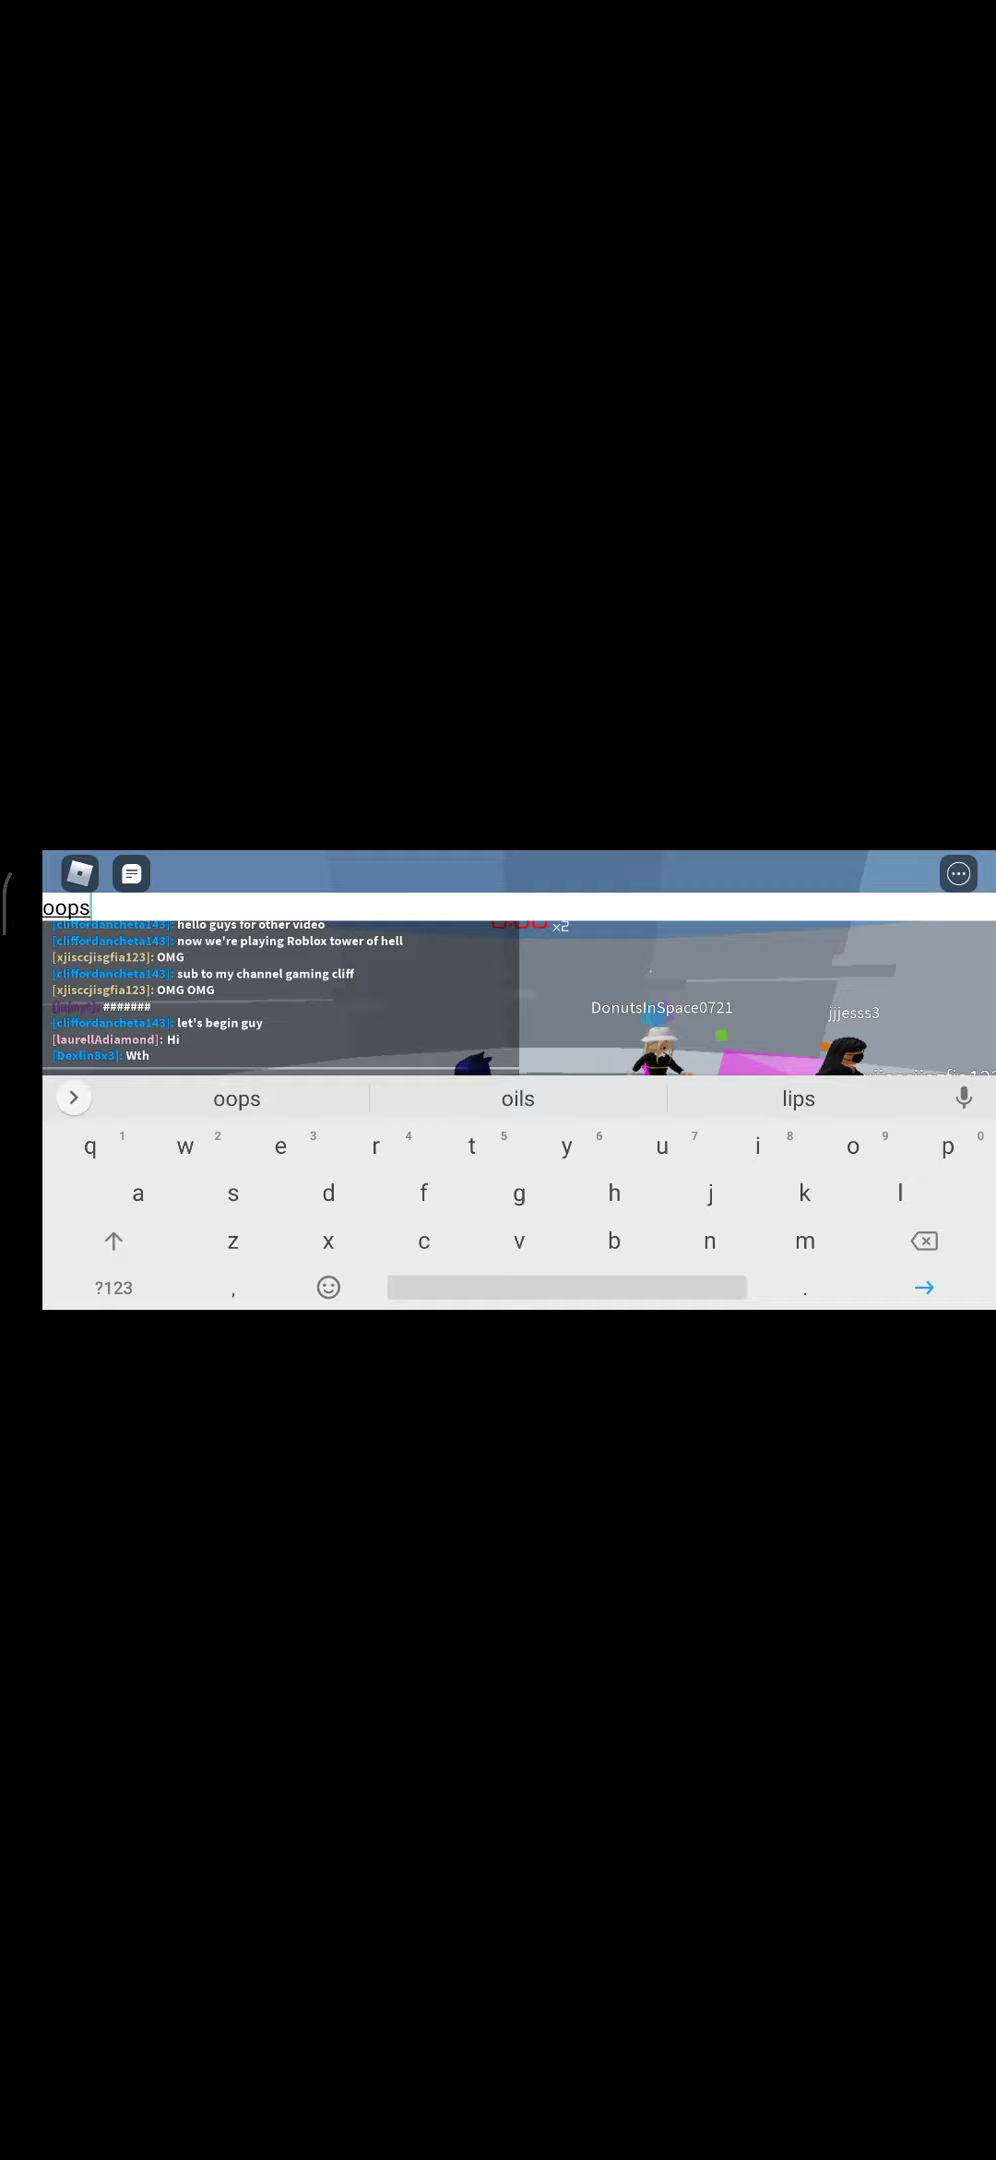 oops
[cliffordancheta143]: hello guys for other video
[cliffordancheta143]: now we're playing Roblox tower of hell
[xjisccjisgfia123]: OMG
[cliffordancheta143]: sub to my channel gaming cliff
[xjisccjisgfia123]: OMG OMG
#######
[cliffordancheta143]: let's begin guy
[laurellAdiamond]: Hi
[Dexlin8x3]: Wth
x2
DonutsInSpace0721
jjjesss3
oops oils lips
q 1 w 2 e 3 r 4 t 5 y 6 u 7 i 8 o 9 p 0
a s d f g h j k l
z x c v b n m
?123 , .